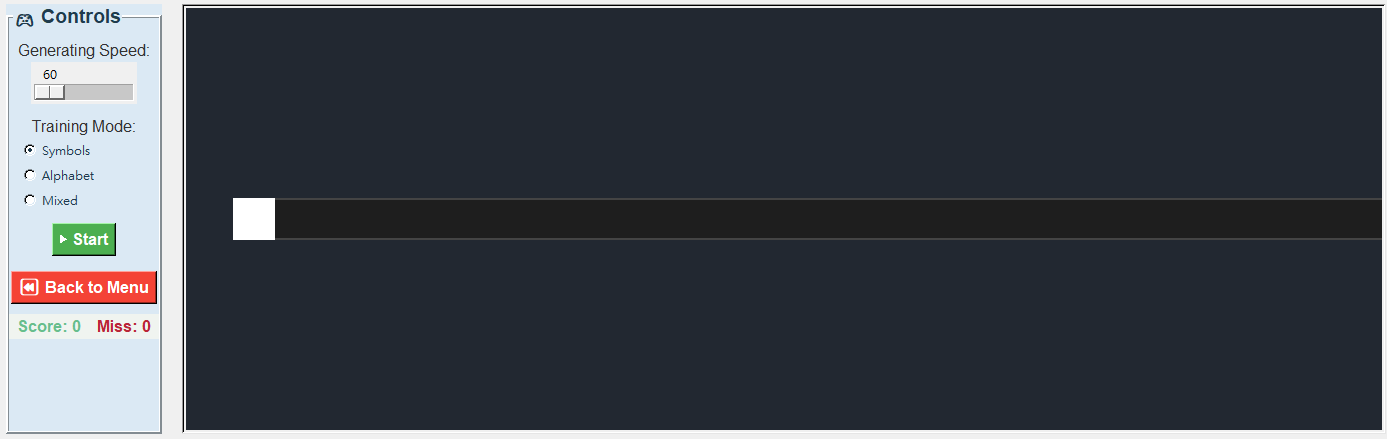 Controls
Generating Speed:
60
Training Mode:
Symbols
Alphabet
Mixed
Start
Back to Menu
Score: 0 Miss: 0